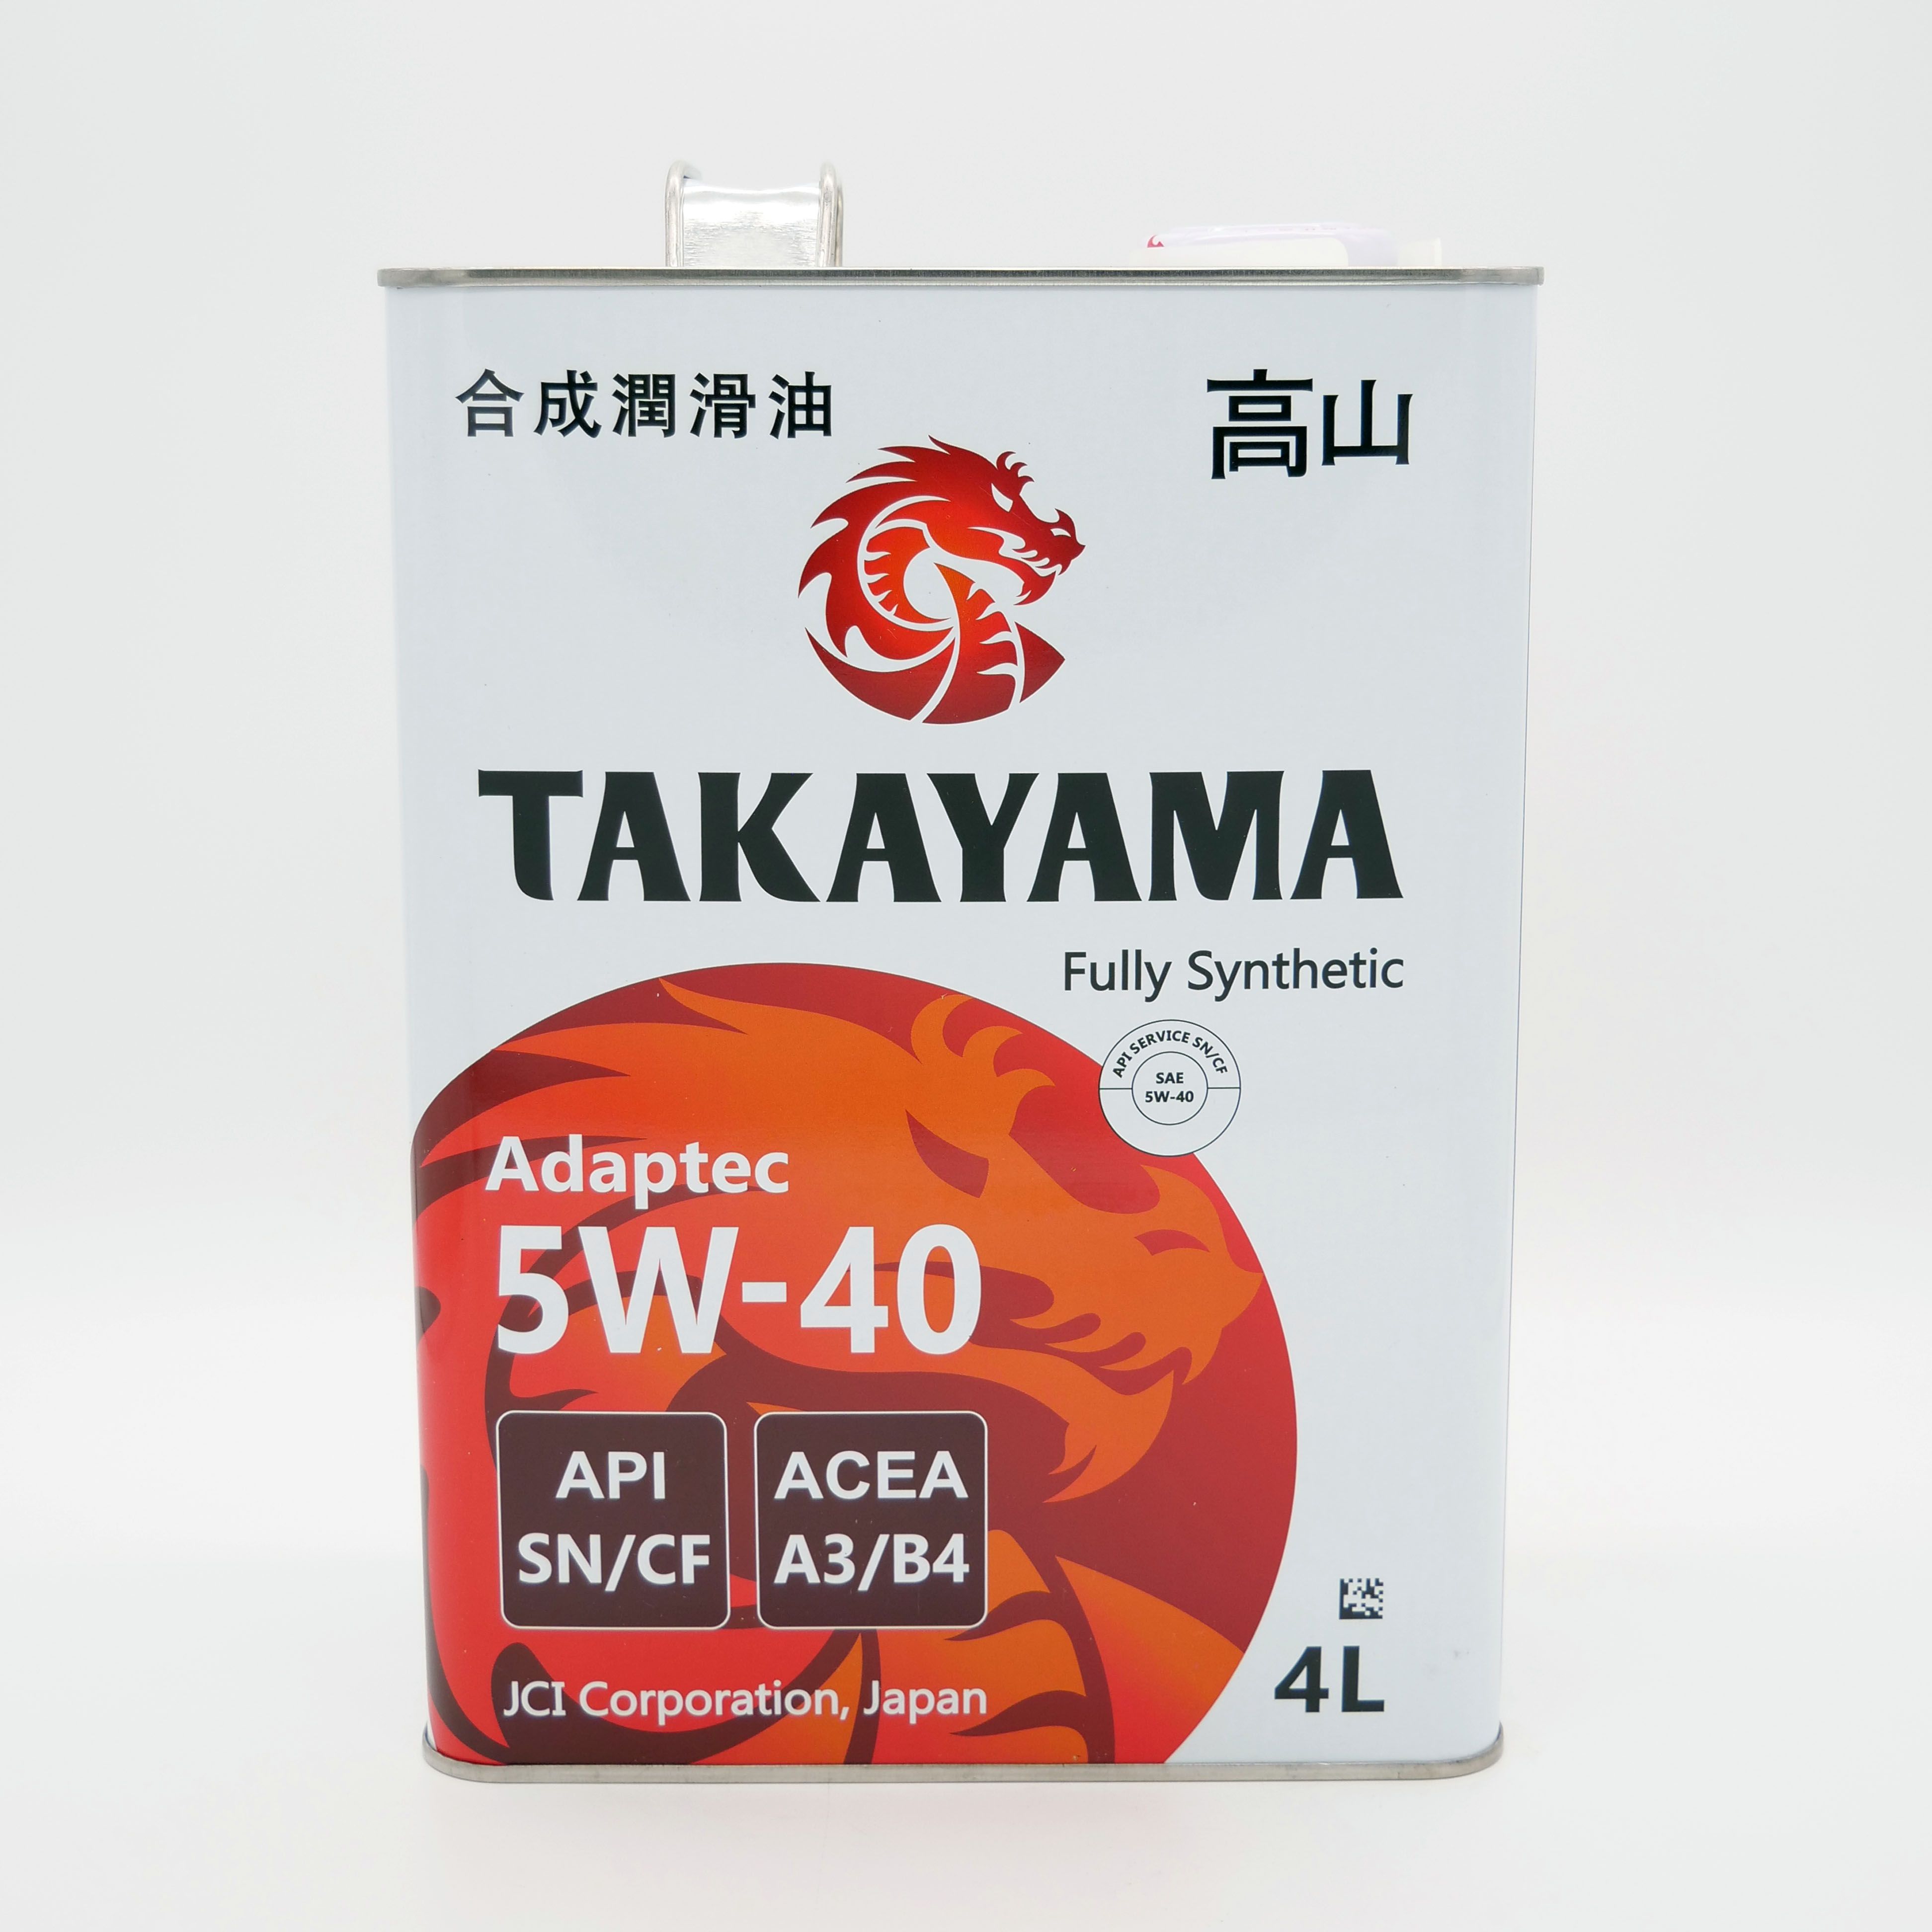 合成潤滑油
高山
TAKAYAMA
Fully Synthetic
API SERVICE SN/CF
SAE
5W-40
Adaptec
5W-40
API
SN/CF
ACEA
A3/B4
JCI Corporation, Japan
4L